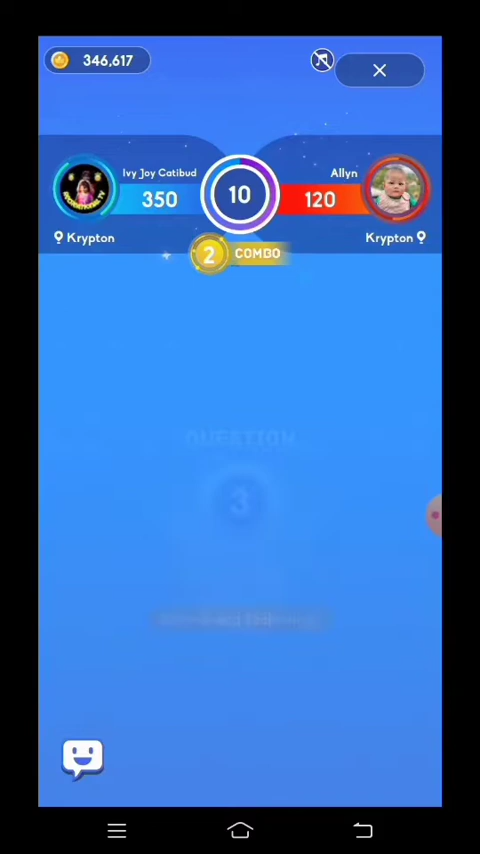 346,617
Ivy Joy Catibud
350
10
Allyn
120
Krypton
Krypton
2 COMBO
QUESTION
3